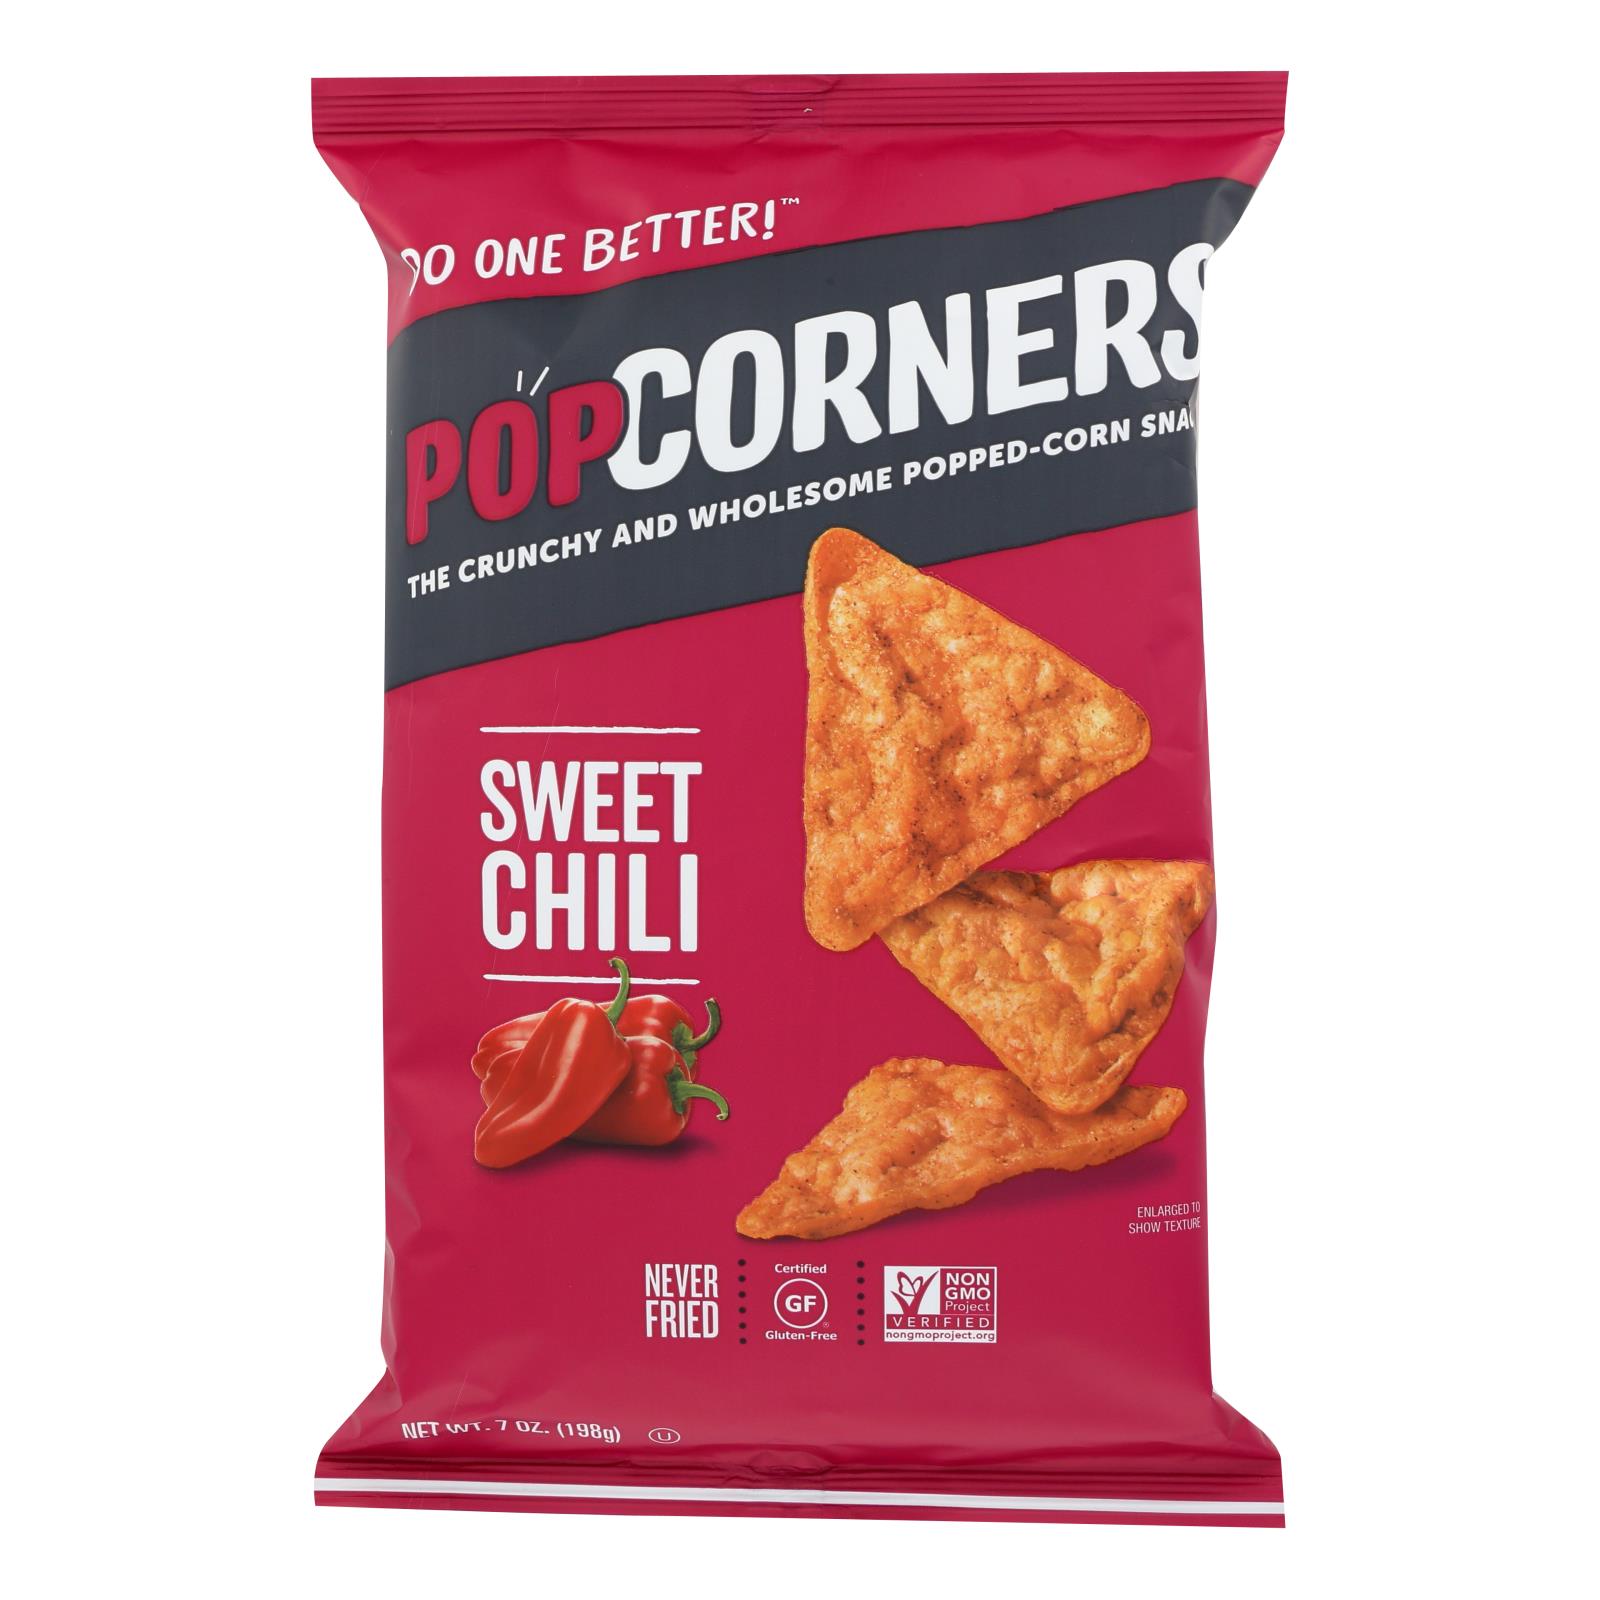 DO ONE BETTER!™
POPCORNERS
THE CRUNCHY AND WHOLESOME POPPED-CORN
SWEET
CHILI
ENLARGED TO
SHOW TEXTURE
NEVER
FRIED
Certified
GF
®
Gluten-Free
NON
GMO
Project
VERIFIED
nongmoproject.org
NET WT. 7 OZ. (198g) U